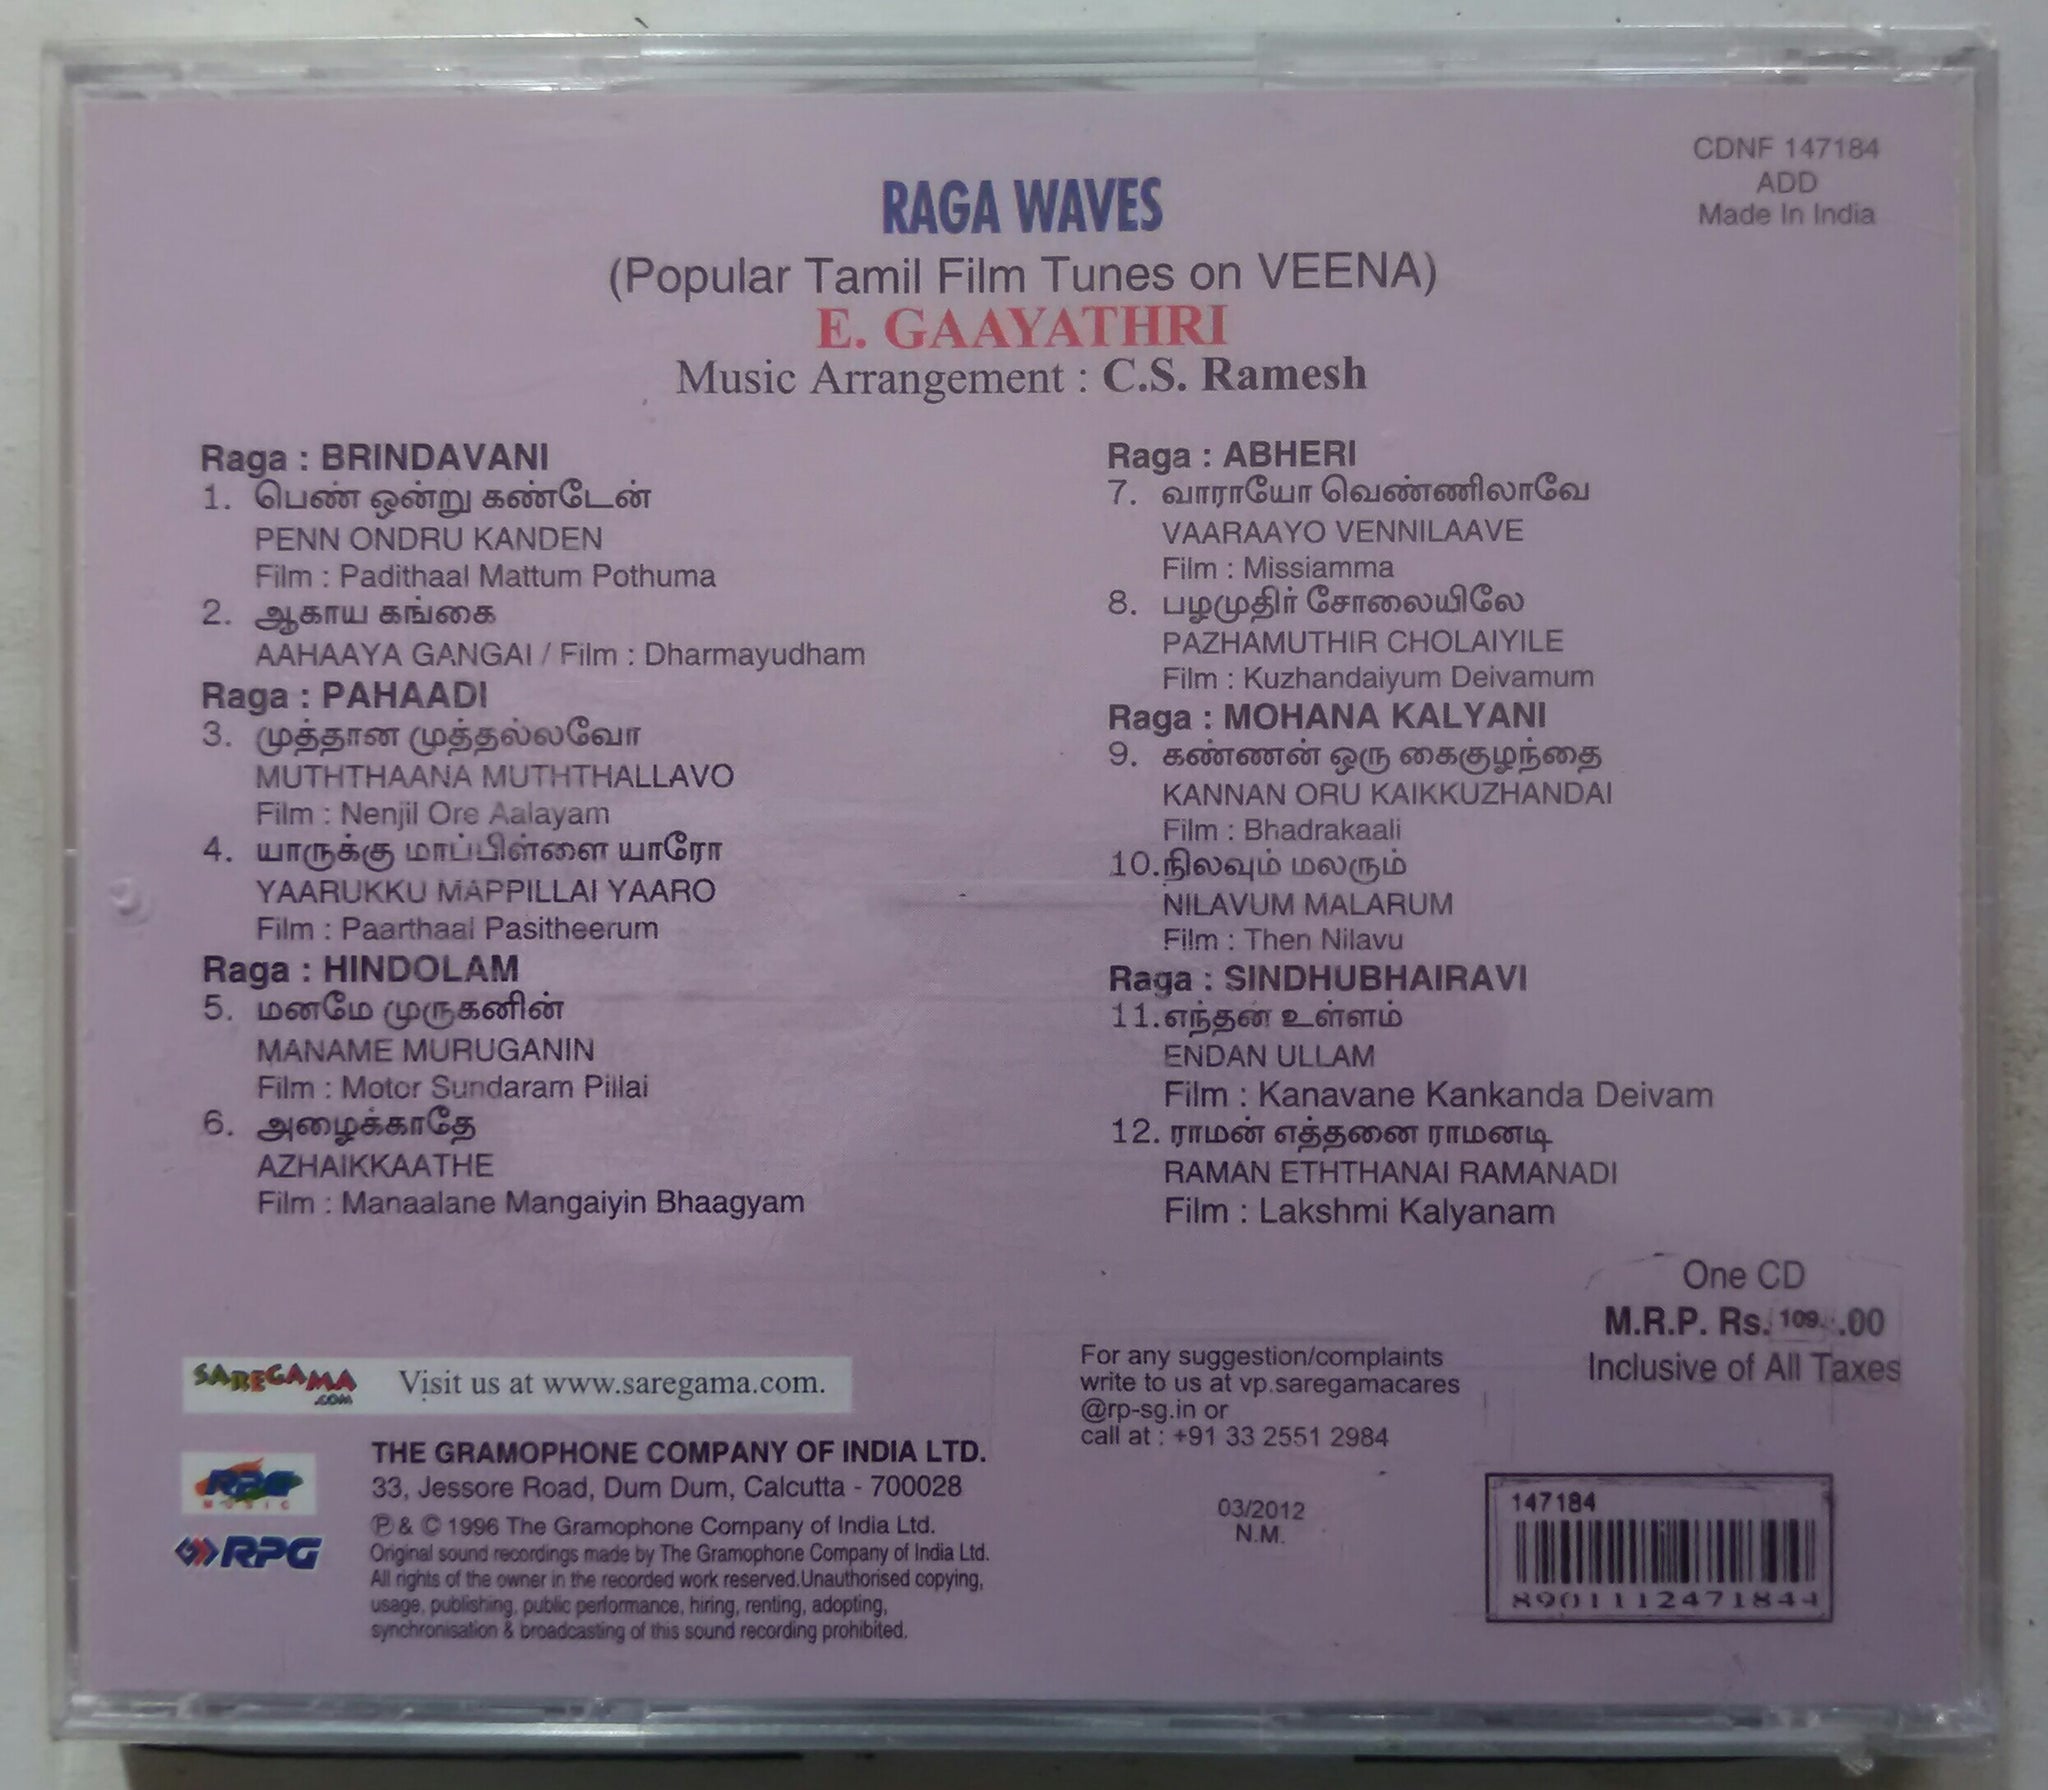 CDNF 147184
ADD
Made In India
RAGA WAVES
(Popular Tamil Film Tunes on VEENA)
E. GAAYATHRI
Music Arrangement : C.S. Ramesh
Raga : BRINDAVANI
1. பெண் ஒன்று கண்டேன்
PENN ONDRU KANDEN
Film : Padithaal Mattum Pothuma
2. ஆகாய கங்கை
AAHAAYA GANGAI / Film : Dharmayudham
Raga : PAHAADI
3. முத்தான முத்தல்லவோ
MUTHTHAANA MUTHTHALLAVO
Film : Nenjil Ore Aalayam
4. யாருக்கு மாப்பிள்ளை யாரோ
YAARUKKU MAPPILLAI YAARO
Film : Paarthaal Pasitheerum
Raga : HINDOLAM
5. மனமே முருகனின்
MANAME MURUGANIN
Film : Motor Sundaram Pillai
6. அழைக்காதே
AZHAIKKAATHE
Film : Manaalane Mangaiyin Bhaagyam
Raga : ABHERI
7. வாராயோ வெண்ணிலாவே
VAARAAYO VENNILAAVE
Film : Missiamma
8. பழமுதிர் சோலையிலே
PAZHAMUTHIR CHOLAIYILE
Film : Kuzhandaiyum Deivamum
Raga : MOHANA KALYANI
9. கண்ணன் ஒரு கைகுழந்தை
KANNAN ORU KAIKKUZHANDAI
Film : Bhadrakaali
10.நிலவும் மலரும்
NILAVUM MALARUM
Film : Then Nilavu
Raga : SINDHUBHAIRAVI
11.எந்தன் உள்ளம்
ENDAN ULLAM
Film : Kanavane Kankanda Deivam
12. ராமன் எத்தனை ராமனடி
RAMAN ETHTHANAI RAMANADI
Film : Lakshmi Kalyanam
One CD
M.R.P. Rs. 109. .00
Inclusive of All Taxes
SAREGAMA .COM
Visit us at www.saregama.com.
For any suggestion/complaints
write to us at vp.saregamacares
@rp-sg.in or
call at : +91 33 2551 2984
RPG MUSIC
RPG
THE GRAMOPHONE COMPANY OF INDIA LTD.
33, Jessore Road, Dum Dum, Calcutta - 700028
℗ & © 1996 The Gramophone Company of India Ltd.
Original sound recordings made by The Gramophone Company of India Ltd.
All rights of the owner in the recorded work reserved.Unauthorised copying,
usage, publishing, public performance, hiring, renting, adopting,
synchronisation & broadcasting of this sound recording prohibited.
03/2012
N.M.
147184
8901112471844